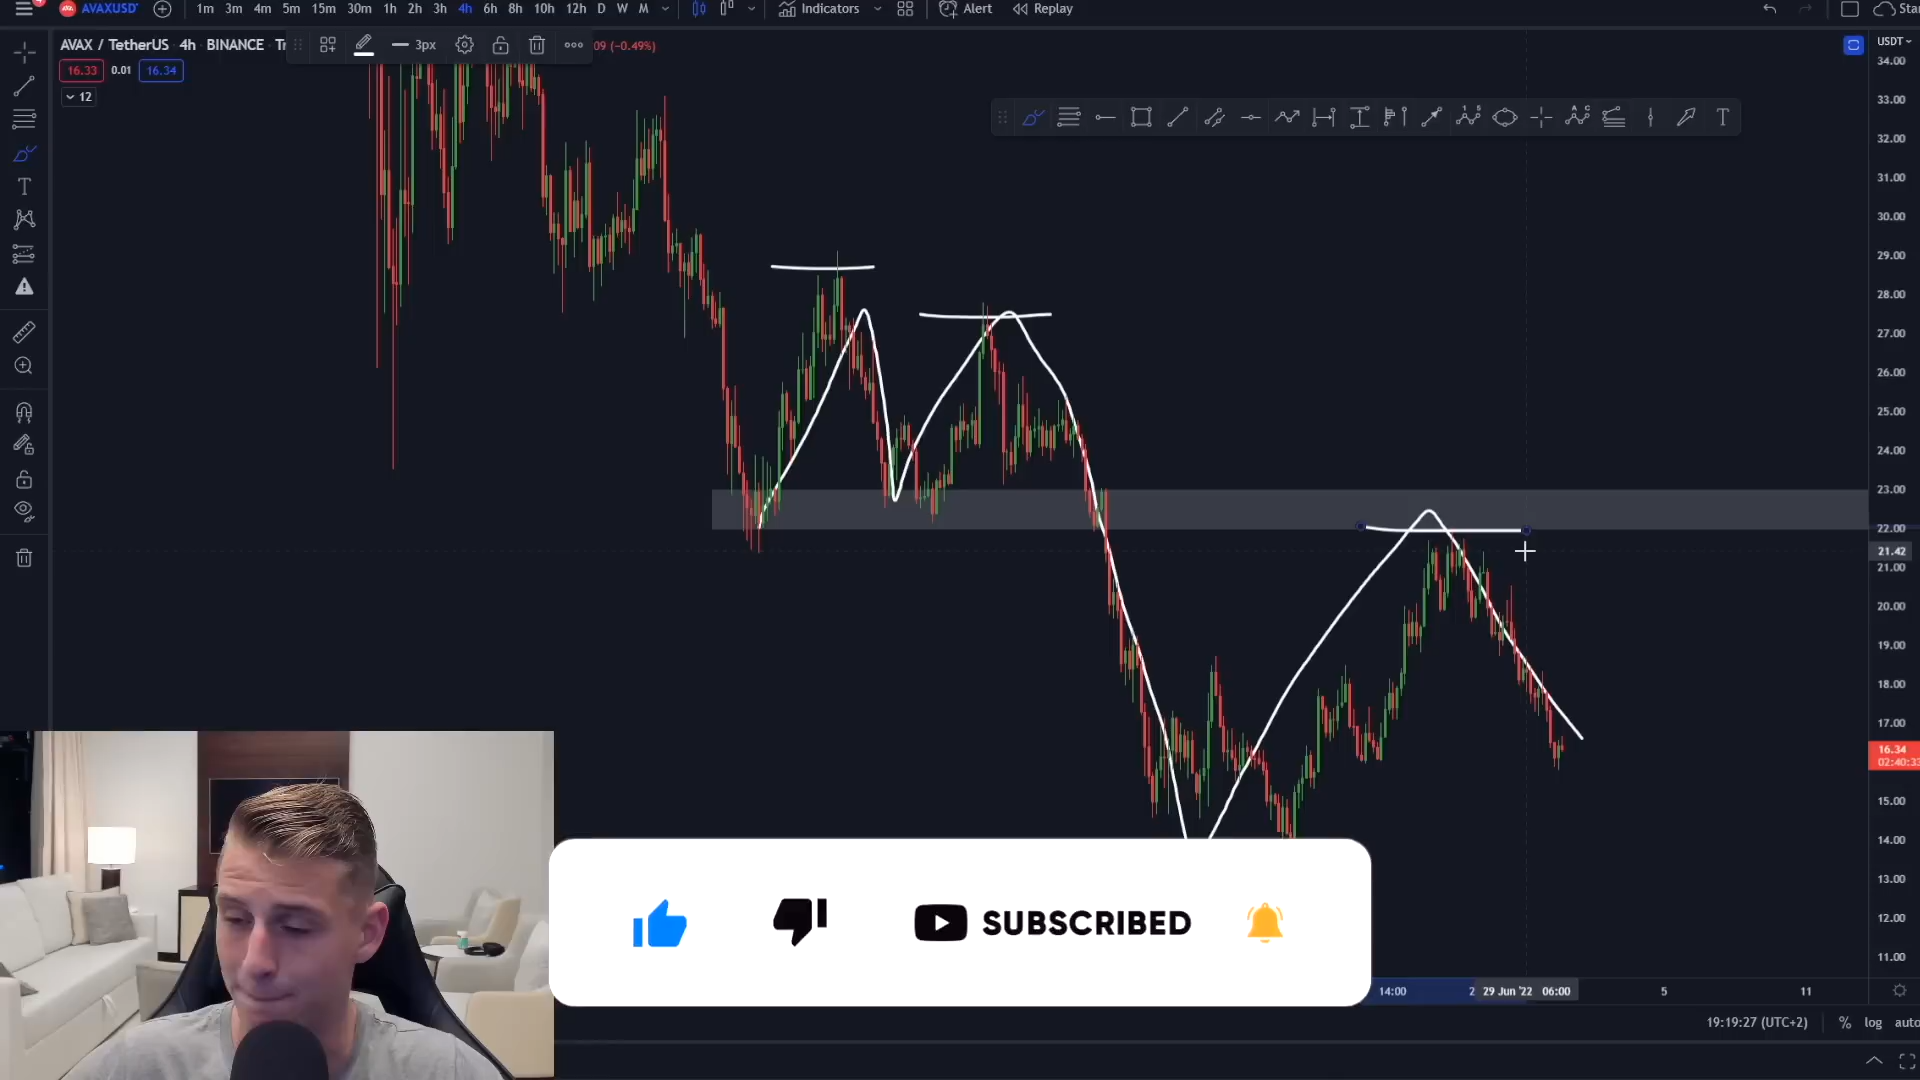 4
AVAXUSD
1m 3m 4m 5m 15m 30m 1h 2h 3h 4h 6h 8h 10h 12h D W M
Indicators
Alert
Replay
AVAX / TetherUS 4h BINANCE
3px
09 (−0.49%)
USDT
16.33 0.01 16.34
12
34.00
33.00
32.00
31.00
30.00
29.00
28.00
27.00
26.00
25.00
24.00
23.00
22.00
21.42
21.00
20.00
19.00
18.00
17.00
16.34
02:40:33
15.00
14.00
13.00
12.00
11.00
SUBSCRIBED
14:00
2
29 Jun '22 06:00
5
11
19:19:27 (UTC+2)
%
log
auto